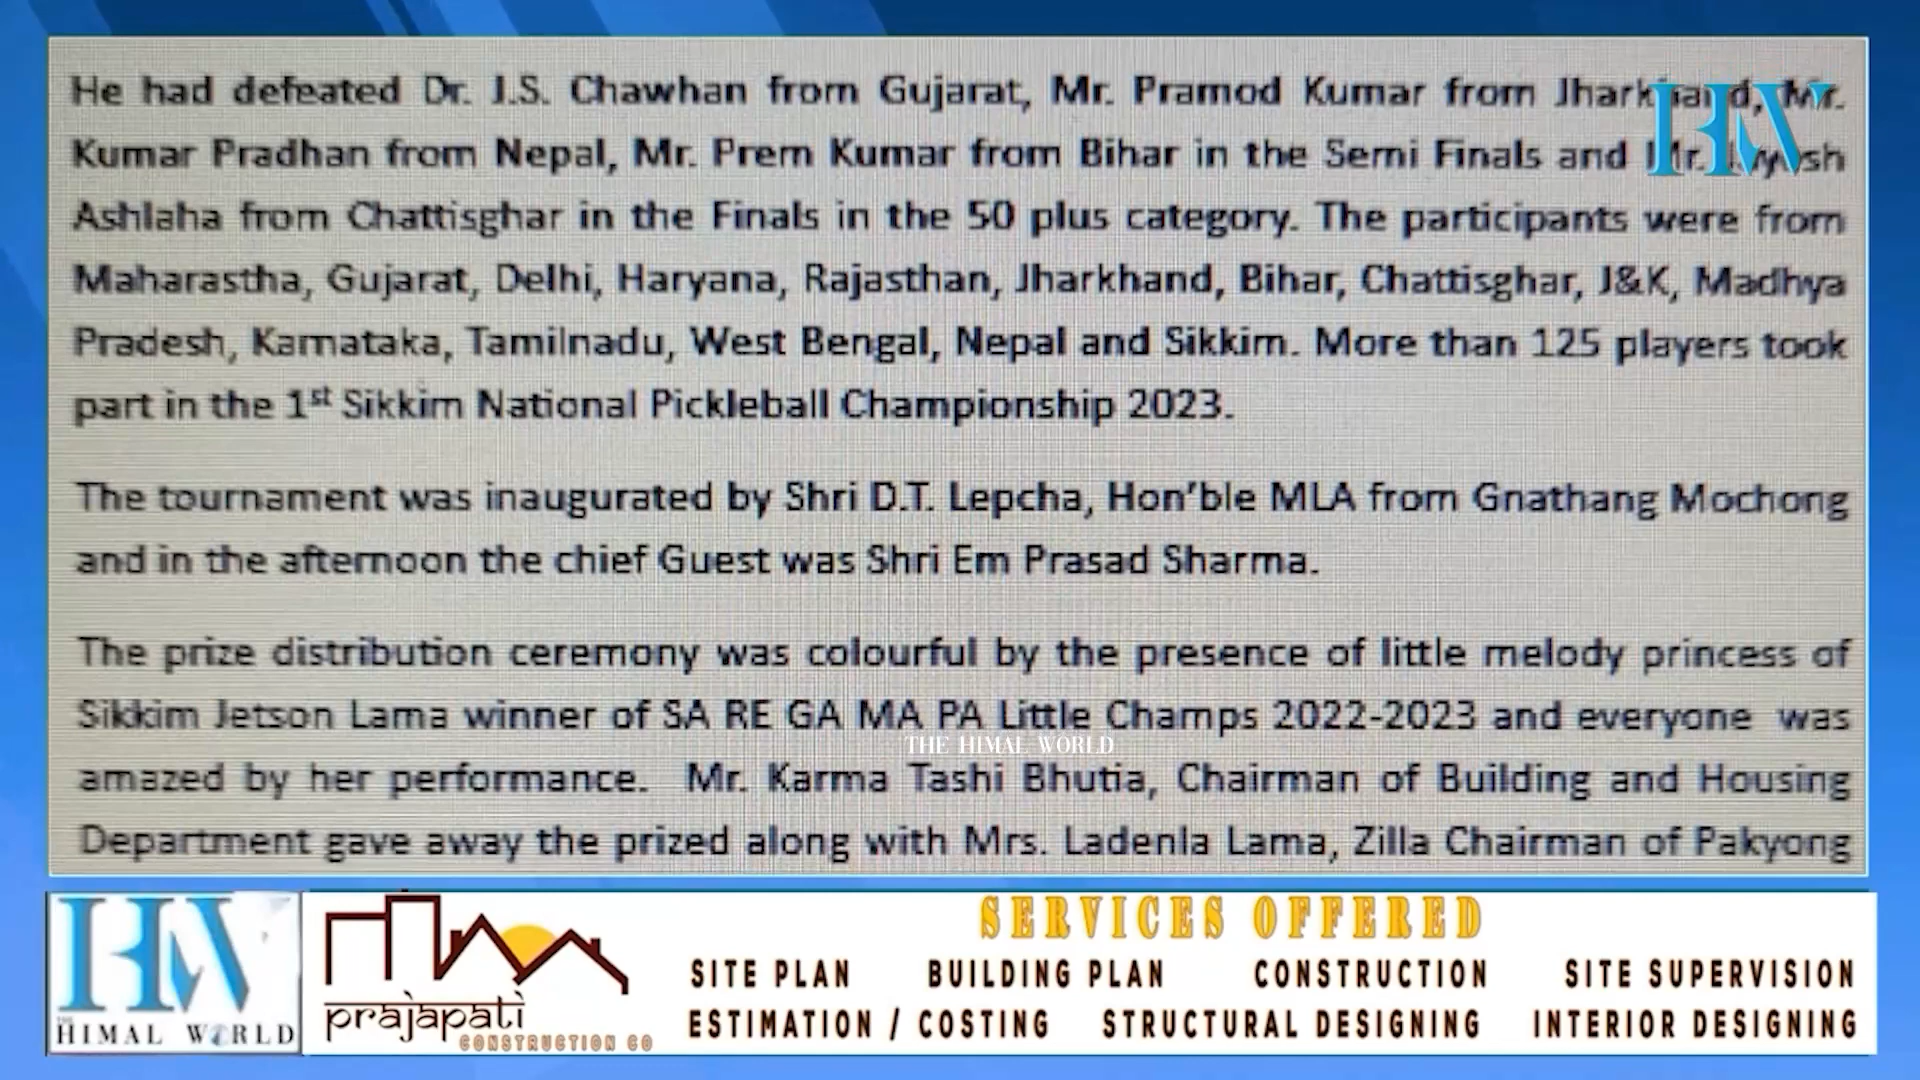 He had defeated Dr. J.S. Chawhan from Gujarat, Mr. Pramod Kumar from Jharkhand, Mr.
Kumar Pradhan from Nepal, Mr. Prem Kumar from Bihar in the Semi Finals and Mr.
Ashlaha from Chattisghar in the Finals in the 50 plus category. The participants were from
Maharastha, Gujarat, Delhi, Haryana, Rajasthan, Jharkhand, Bihar, Chattisghar, J&K, Madhya
Pradesh, Karnataka, Tamilnadu, West Bengal, Nepal and Sikkim. More than 125 players took
part in the 1st Sikkim National Pickleball Championship 2023.
The tournament was inaugurated by Shri D.T. Lepcha, Hon'ble MLA from Gnathang Mochong
and in the afternoon the chief Guest was Shri Em Prasad Sharma.
The prize distribution ceremony was colourful by the presence of little melody princess of
Sikkim Jetson Lama winner of SA RE GA MA PA Little Champs 2022-2023 and everyone was
THE HIMAL WORLD
amazed by her performance. Mr. Karma Tashi Bhutia, Chairman of Building and Housing
Department gave away the prized along with Mrs. Ladenla Lama, Zilla Chairman of Pakyong
THE
HIMAL WORLD
prajapati
CONSTRUCTION CO
SERVICES OFFERED
SITE PLAN BUILDING PLAN CONSTRUCTION SITE SUPERVISION
ESTIMATION / COSTING STRUCTURAL DESIGNING INTERIOR DESIGNING